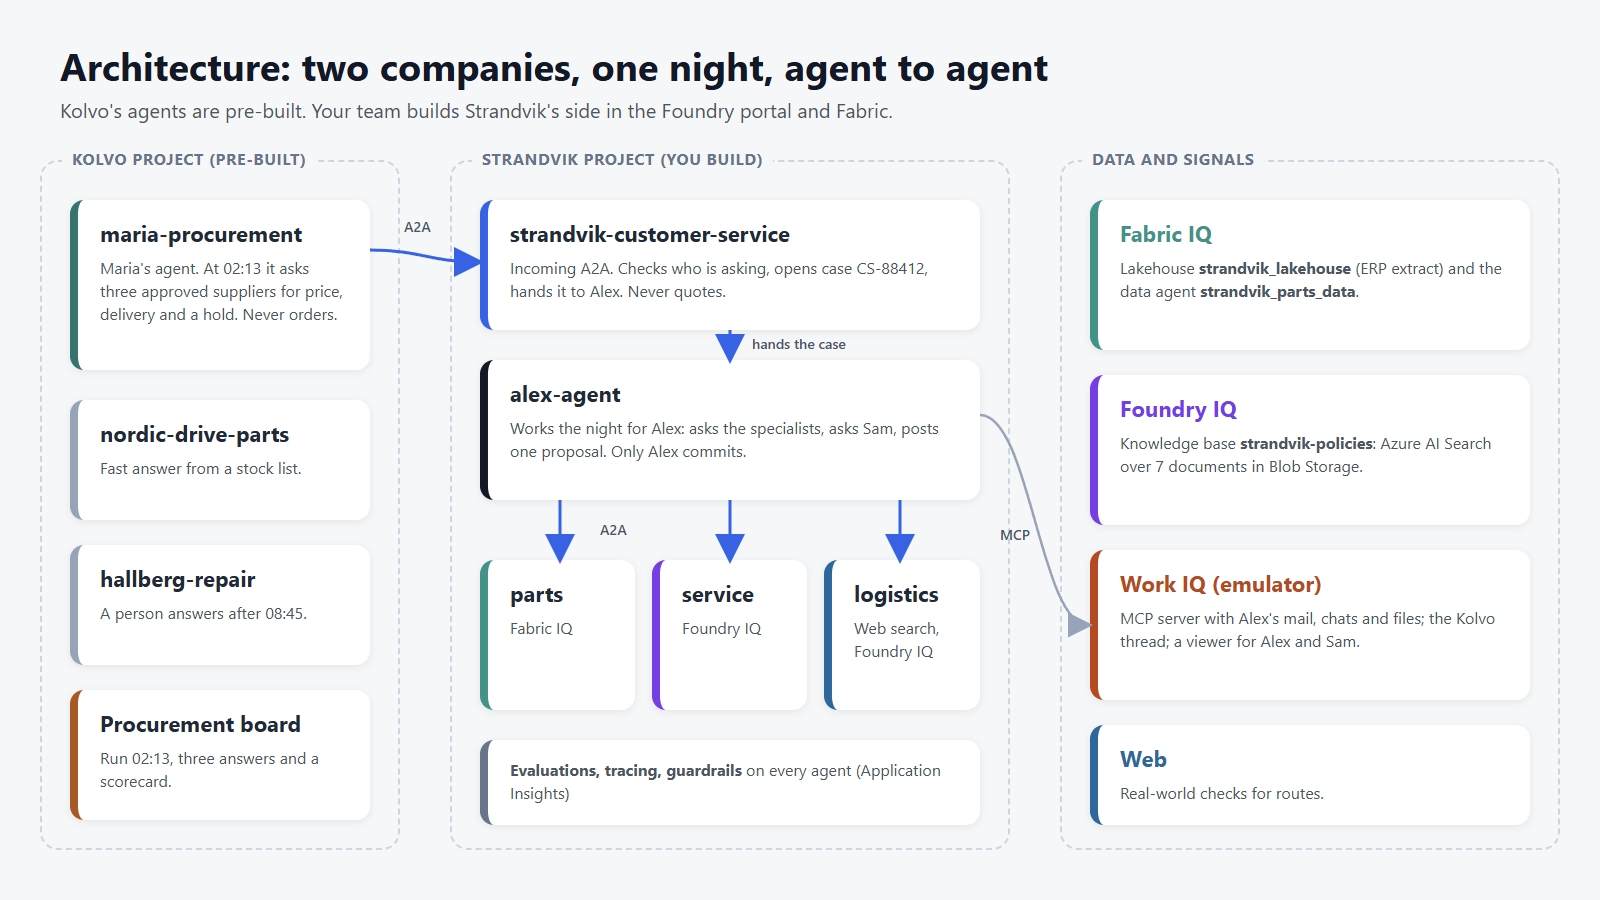 Architecture: two companies, one night, agent to agent
Kolvo's agents are pre-built. Your team builds Strandvik's side in the Foundry portal and Fabric.
KOLVO PROJECT (PRE-BUILT)
maria-procurement
Maria's agent. At 02:13 it asks
three approved suppliers for price,
delivery and a hold. Never orders.
nordic-drive-parts
Fast answer from a stock list.
hallberg-repair
A person answers after 08:45.
Procurement board
Run 02:13, three answers and a
scorecard.
A2A
STRANDVIK PROJECT (YOU BUILD)
strandvik-customer-service
Incoming A2A. Checks who is asking, opens case CS-88412,
hands it to Alex. Never quotes.
hands the case
alex-agent
Works the night for Alex: asks the specialists, asks Sam, posts
one proposal. Only Alex commits.
A2A
parts
Fabric IQ
service
Foundry IQ
logistics
Web search,
Foundry IQ
Evaluations, tracing, guardrails on every agent (Application
Insights)
MCP
DATA AND SIGNALS
Fabric IQ
Lakehouse strandvik_lakehouse (ERP extract) and the
data agent strandvik_parts_data.
Foundry IQ
Knowledge base strandvik-policies: Azure AI Search
over 7 documents in Blob Storage.
Work IQ (emulator)
MCP server with Alex's mail, chats and files; the Kolvo
thread; a viewer for Alex and Sam.
Web
Real-world checks for routes.